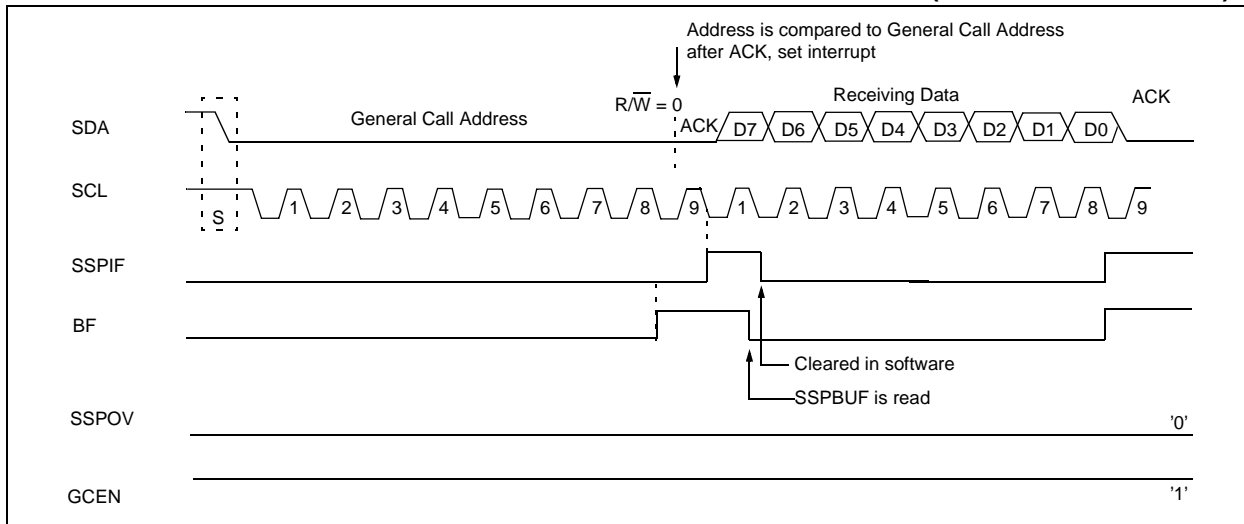 Address is compared to General Call Address
after ACK, set interrupt
R/W̅ = 0
Receiving Data
ACK
SDA
General Call Address
ACK
D7 D6 D5 D4 D3 D2 D1 D0
SCL
S
1 2 3 4 5 6 7 8 9 1 2 3 4 5 6 7 8 9
SSPIF
BF
Cleared in software
SSPBUF is read
SSPOV
'0'
GCEN
'1'